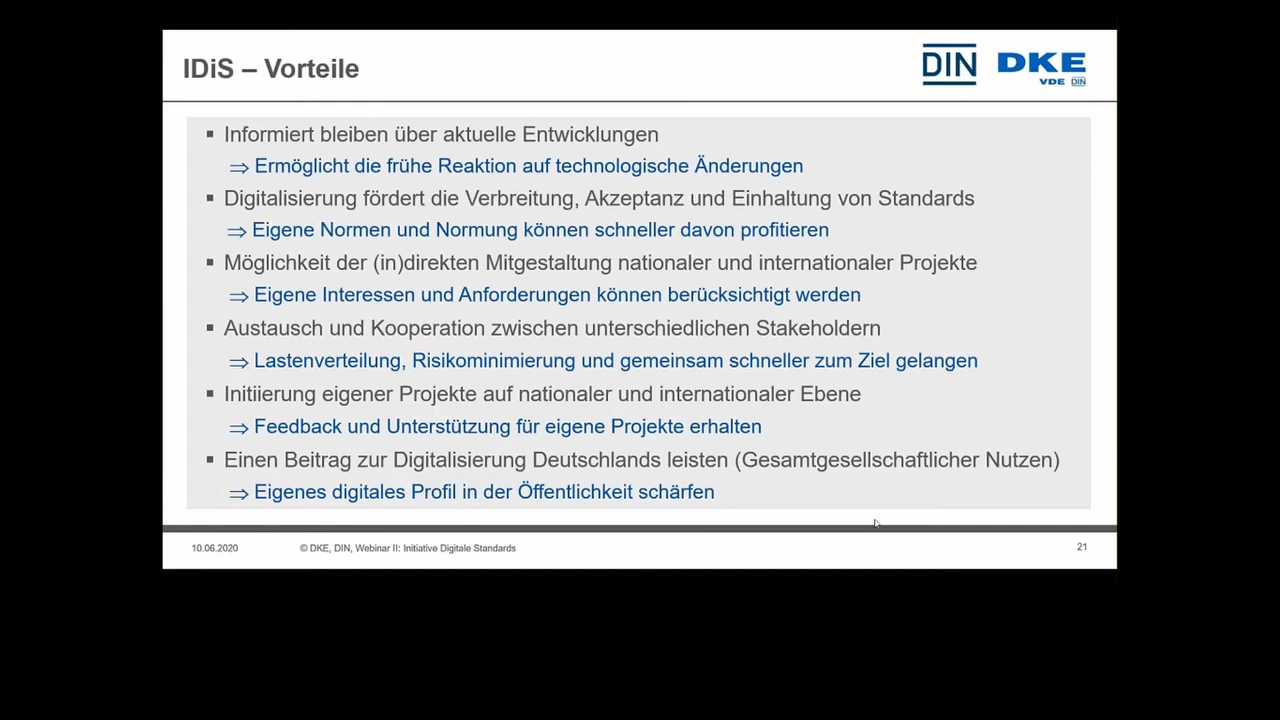 IDiS – Vorteile
DIN
DKE
VDE DIN
▪ Informiert bleiben über aktuelle Entwicklungen
⇒ Ermöglicht die frühe Reaktion auf technologische Änderungen
▪ Digitalisierung fördert die Verbreitung, Akzeptanz und Einhaltung von Standards
⇒ Eigene Normen und Normung können schneller davon profitieren
▪ Möglichkeit der (in)direkten Mitgestaltung nationaler und internationaler Projekte
⇒ Eigene Interessen und Anforderungen können berücksichtigt werden
▪ Austausch und Kooperation zwischen unterschiedlichen Stakeholdern
⇒ Lastenverteilung, Risikominimierung und gemeinsam schneller zum Ziel gelangen
▪ Initiierung eigener Projekte auf nationaler und internationaler Ebene
⇒ Feedback und Unterstützung für eigene Projekte erhalten
▪ Einen Beitrag zur Digitalisierung Deutschlands leisten (Gesamtgesellschaftlicher Nutzen)
⇒ Eigenes digitales Profil in der Öffentlichkeit schärfen
10.06.2020
© DKE, DIN, Webinar II: Initiative Digitale Standards
21